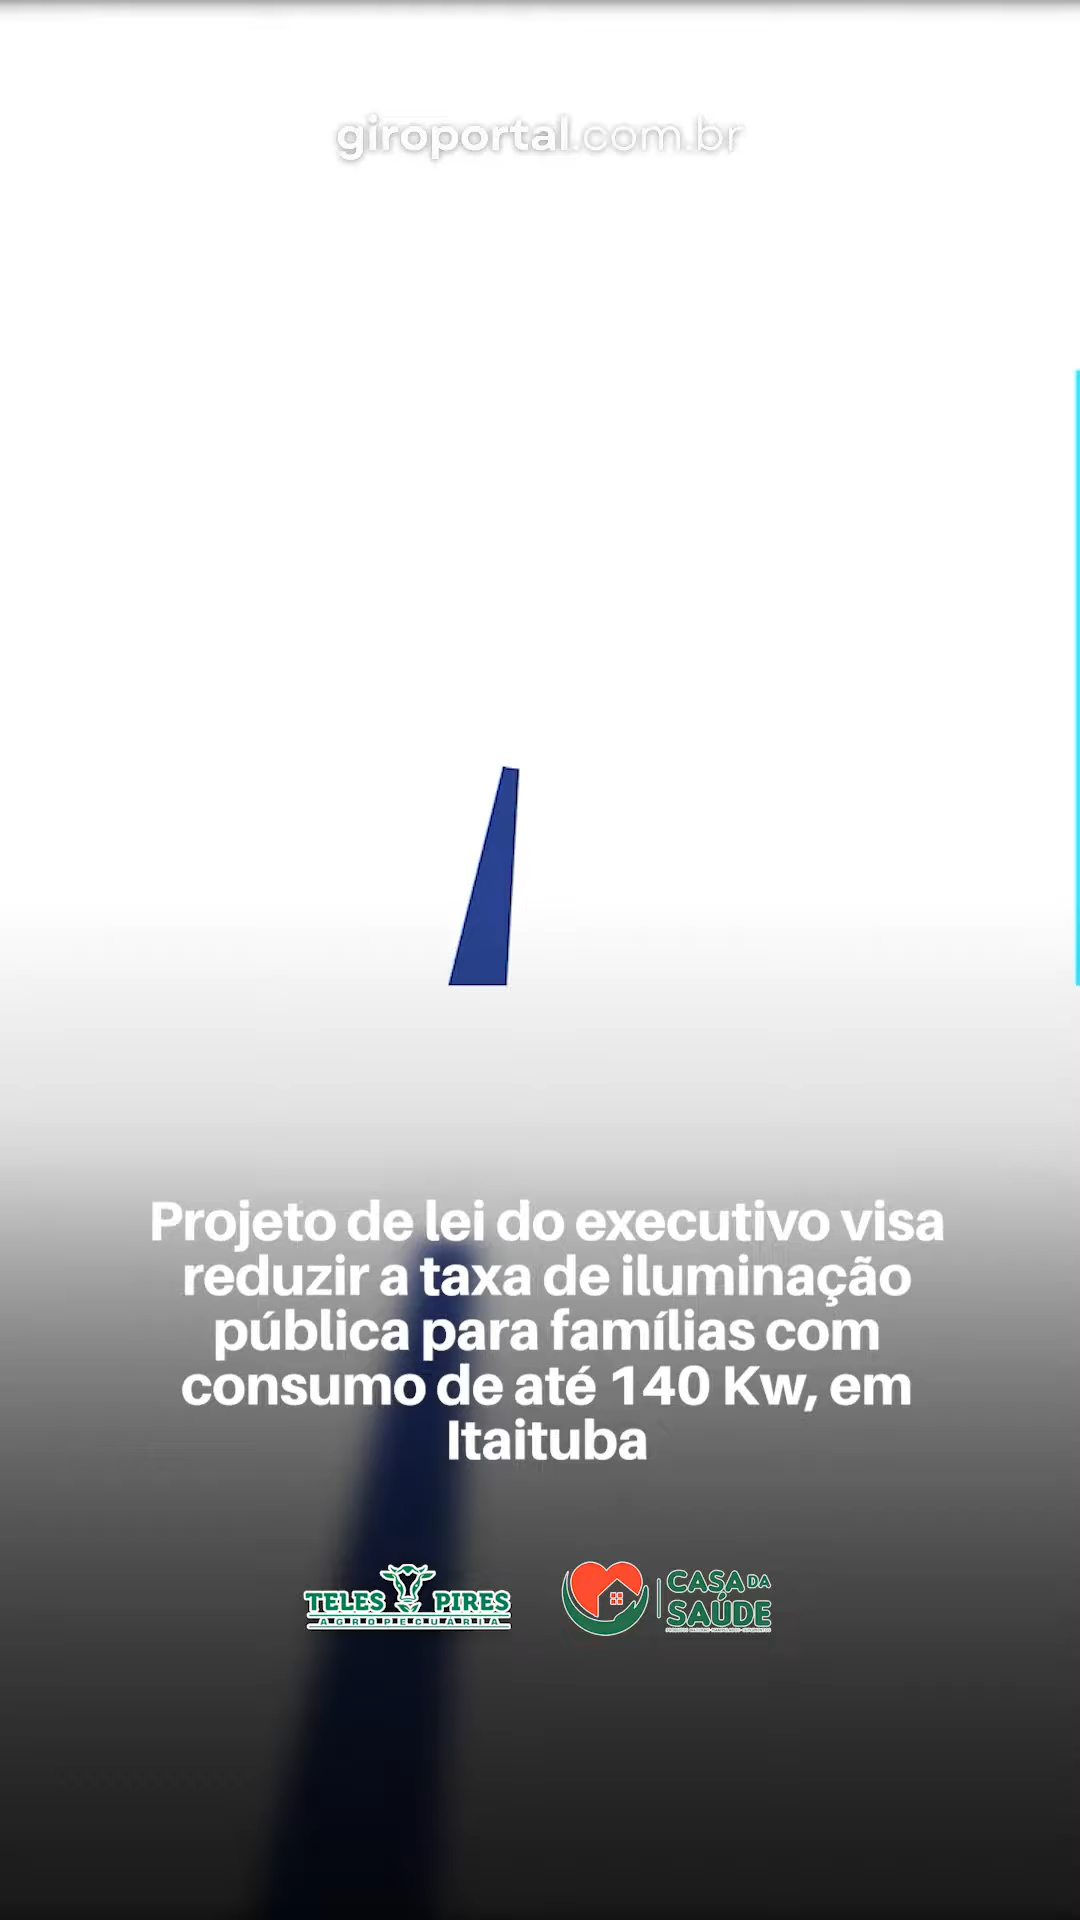 giroportal.com.br
Projeto de lei do executivo visa
reduzir a taxa de iluminação
pública para famílias com
consumo de até 140 Kw, em
Itaituba
TELES PIRES
AGROPECUÁRIA
CASA DA
SAÚDE